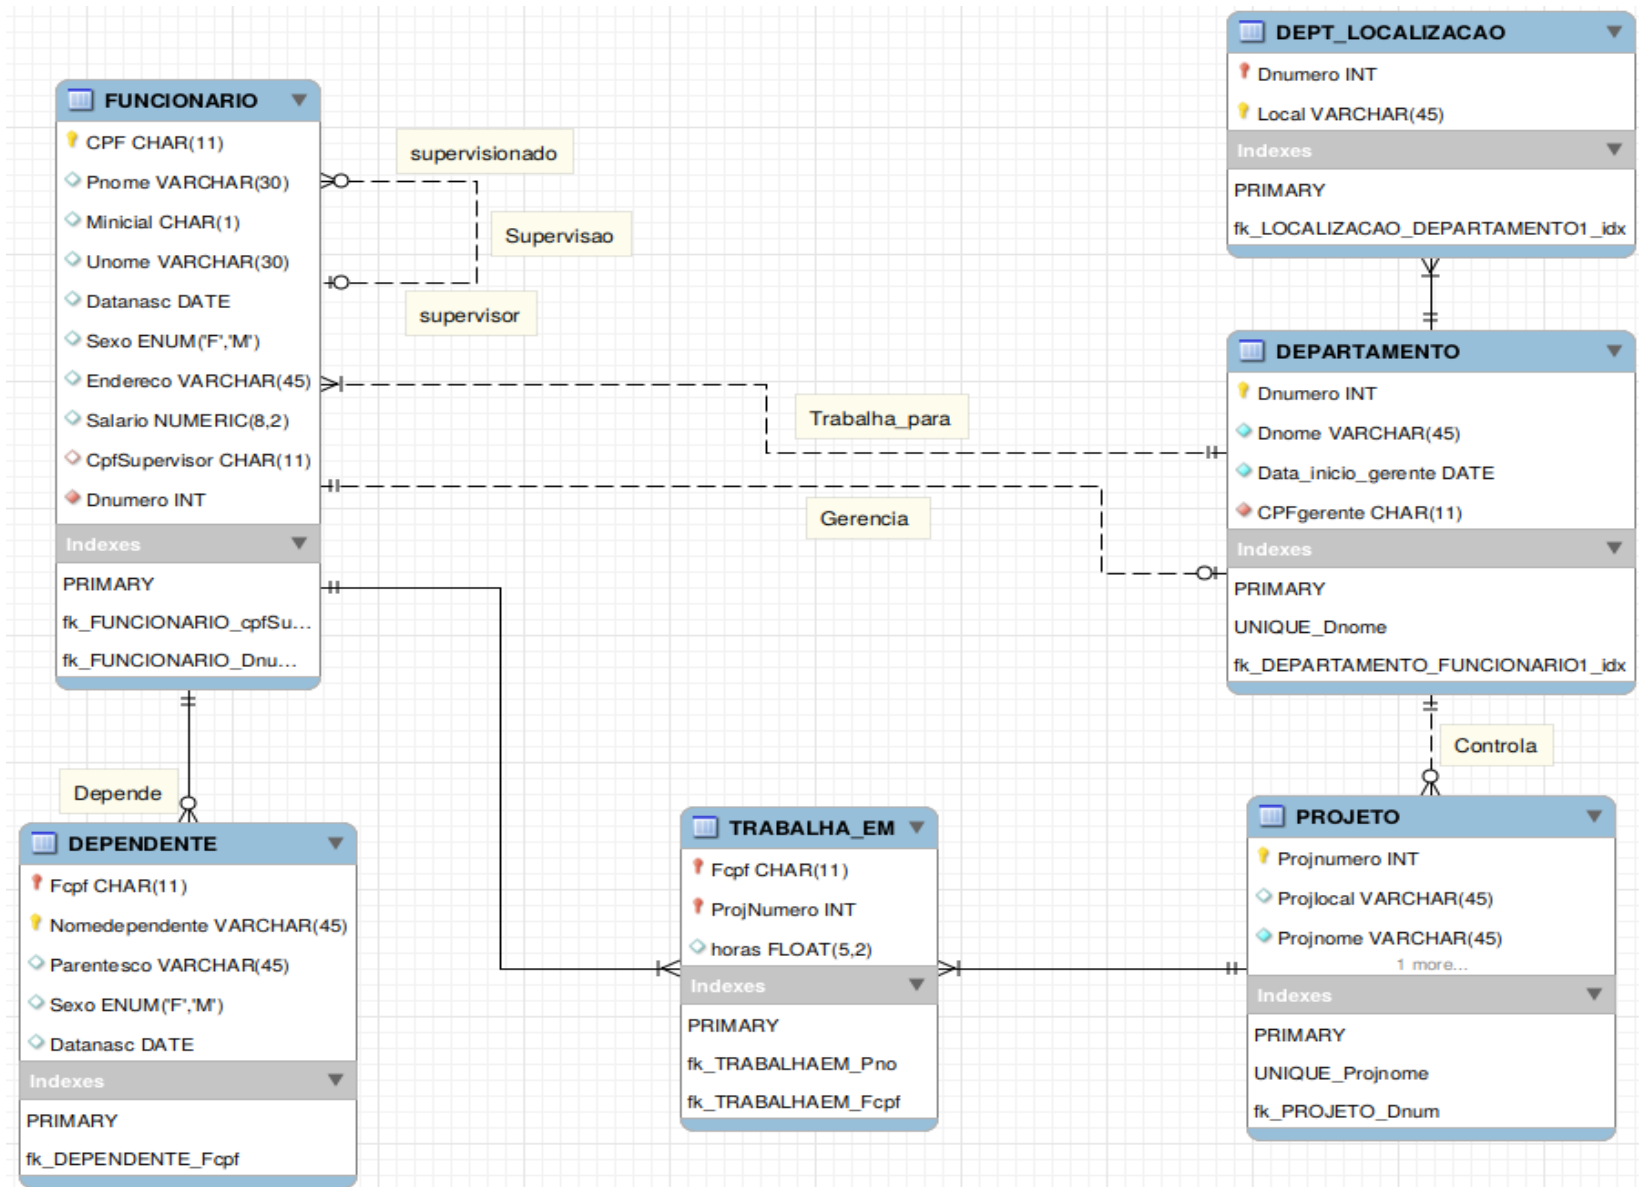 FUNCIONARIO
CPF CHAR(11)
Pnome VARCHAR(30)
Minicial CHAR(1)
Unome VARCHAR(30)
Datanasc DATE
Sexo ENUM('F','M')
Endereco VARCHAR(45)
Salario NUMERIC(8,2)
CpfSupervisor CHAR(11)
Dnumero INT
Indexes
PRIMARY
fk_FUNCIONARIO_cpfSu...
fk_FUNCIONARIO_Dnu...
supervisionado
Supervisao
supervisor
Trabalha_para
Gerencia
DEPT_LOCALIZACAO
Dnumero INT
Local VARCHAR(45)
Indexes
PRIMARY
fk_LOCALIZACAO_DEPARTAMENTO1_idx
DEPARTAMENTO
Dnumero INT
Dnome VARCHAR(45)
Data_inicio_gerente DATE
CPFgerente CHAR(11)
Indexes
PRIMARY
UNIQUE_Dnome
fk_DEPARTAMENTO_FUNCIONARIO1_idx
Controla
Depende
DEPENDENTE
Fcpf CHAR(11)
Nomedependente VARCHAR(45)
Parentesco VARCHAR(45)
Sexo ENUM('F','M')
Datanasc DATE
Indexes
PRIMARY
fk_DEPENDENTE_Fcpf
TRABALHA_EM
Fcpf CHAR(11)
ProjNumero INT
horas FLOAT(5,2)
Indexes
PRIMARY
fk_TRABALHAEM_Pno
fk_TRABALHAEM_Fcpf
PROJETO
Projnumero INT
Projlocal VARCHAR(45)
Projnome VARCHAR(45)
1 more...
Indexes
PRIMARY
UNIQUE_Projnome
fk_PROJETO_Dnum